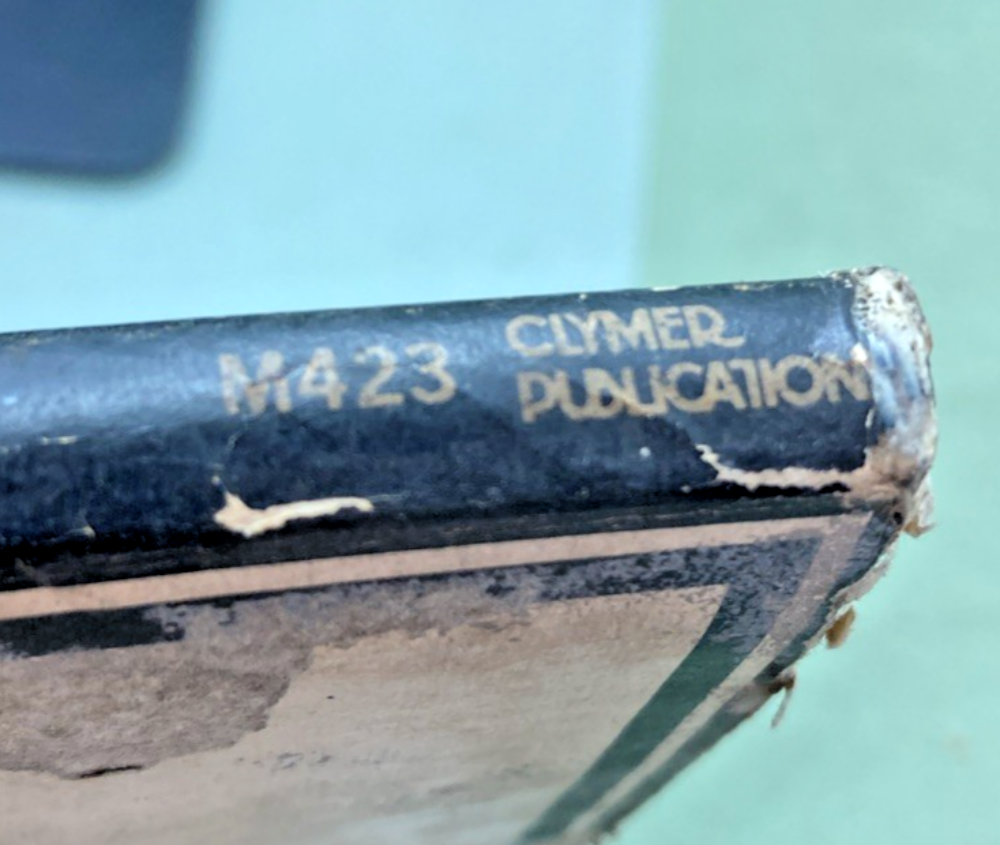 M423
CLYMER
PUBLICATION